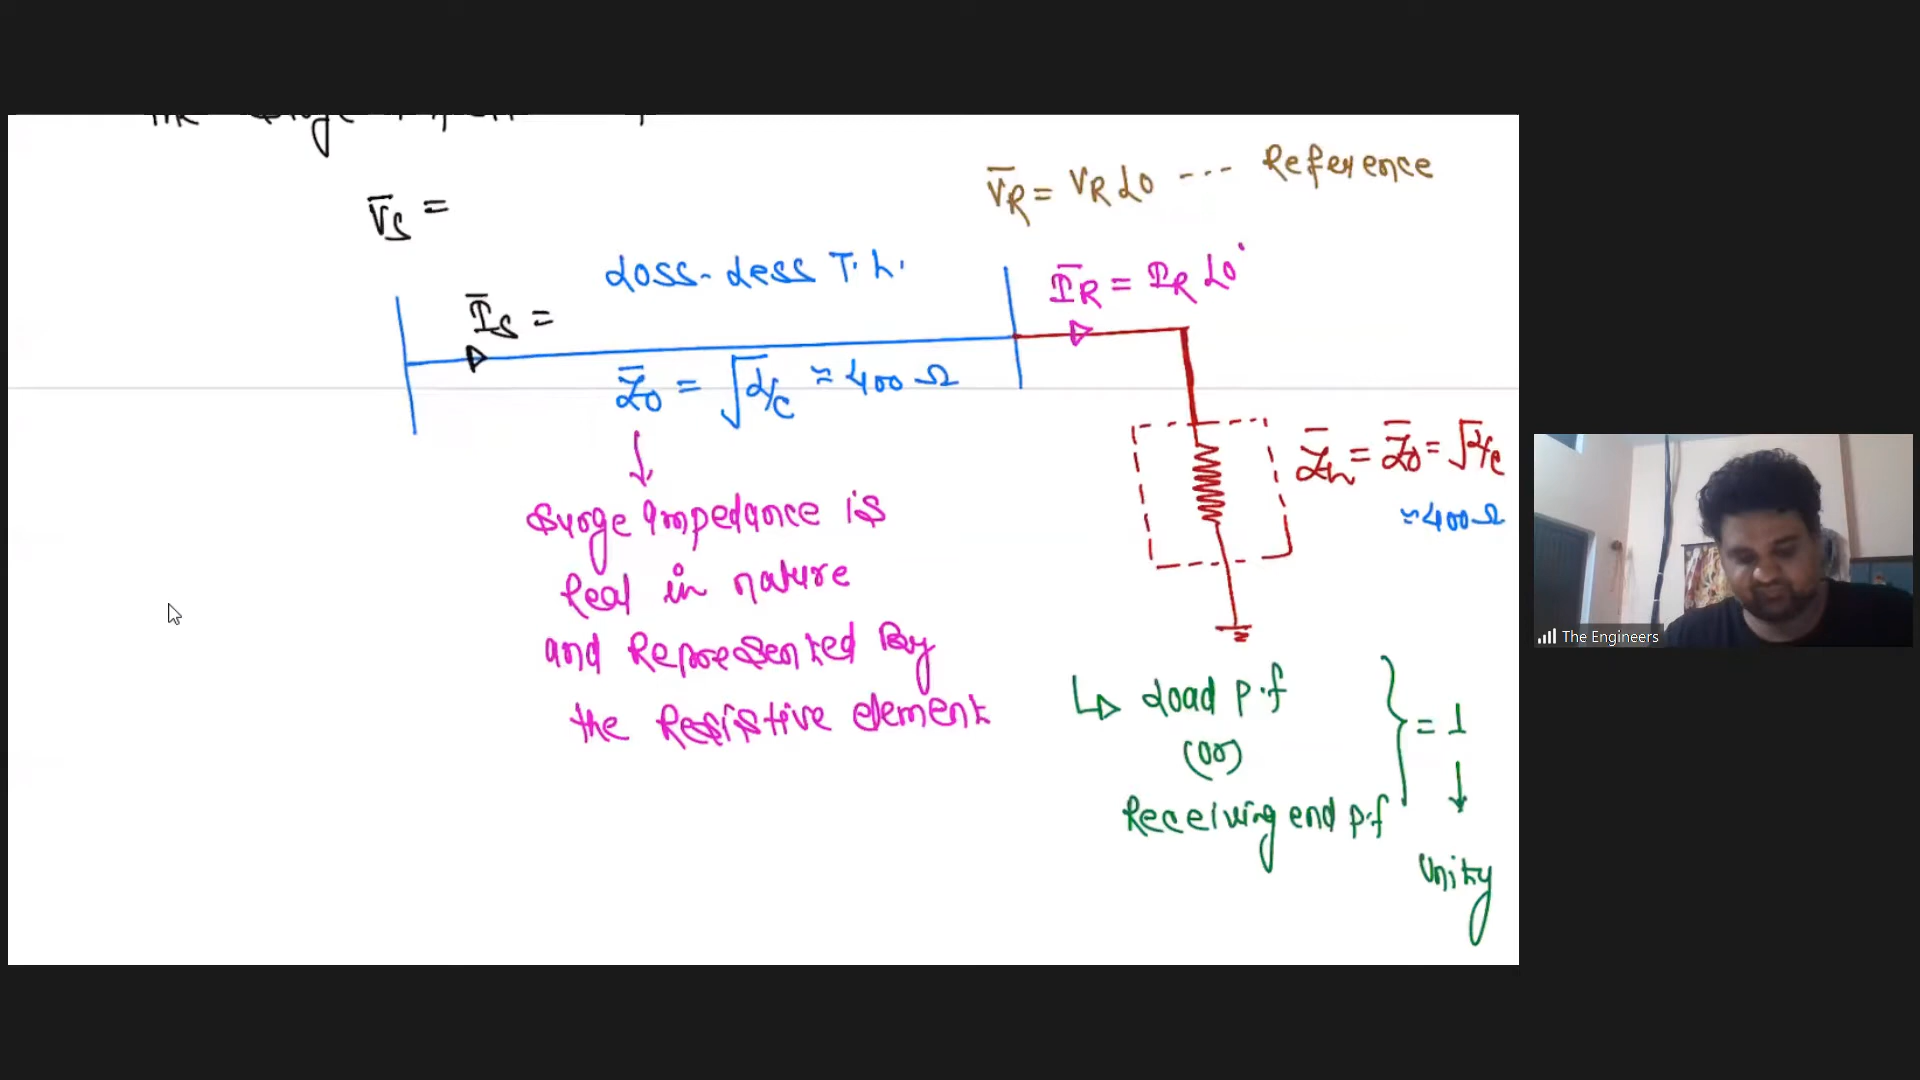 V̄R = VR∠0 --- Reference
V̄s =
Loss-Less T.L.
ĪR = IR∠0°
Īs =
Z̄0 = √L/C ≈ 400 Ω
Z̄L = Z̄0 = √L/C
≈400Ω
Surge Impedance is
Real in nature
and Represented By
the Resistive element
↳ Load p.f
(or)
Receiving end p.f
= 1
Unity
The Engineers